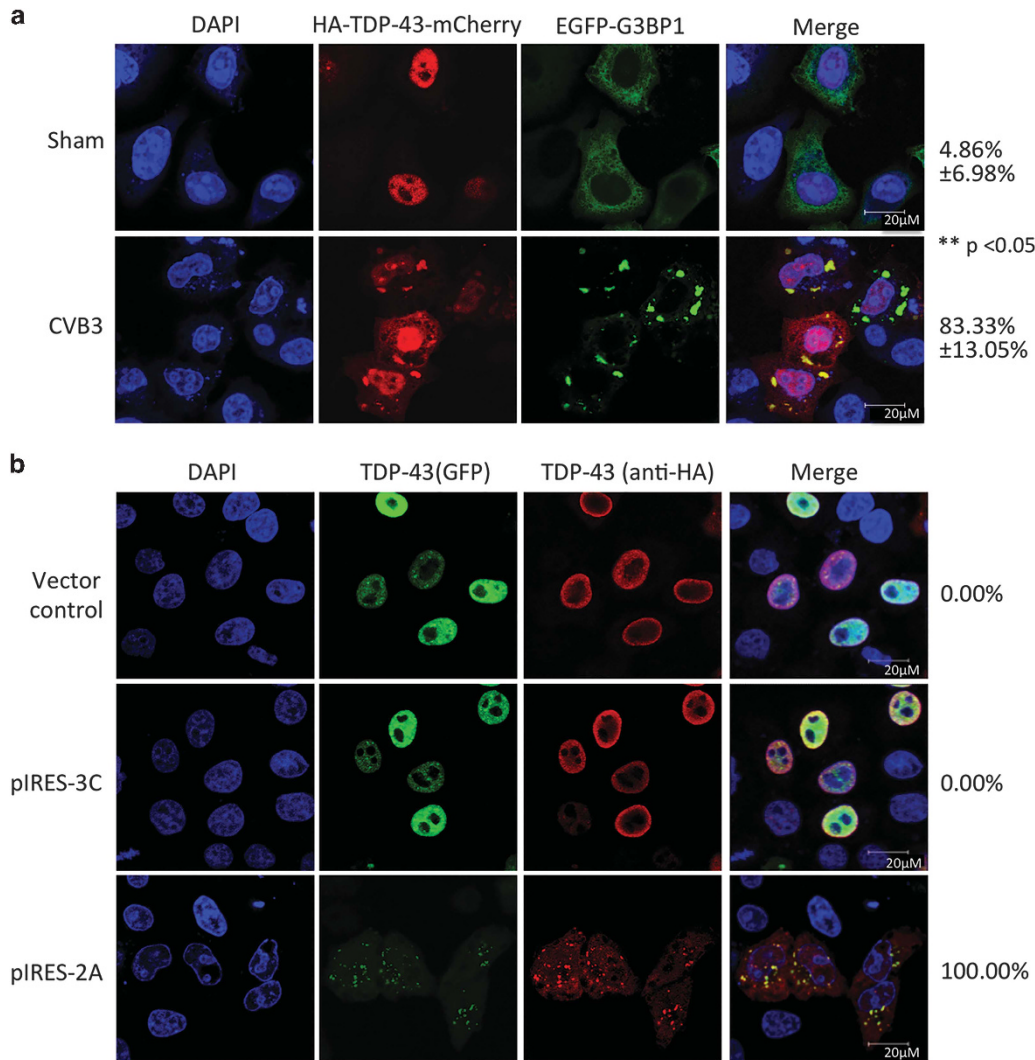 a
DAPI HA-TDP-43-mCherry EGFP-G3BP1 Merge
Sham
4.86%
±6.98%
20µM
** p <0.05
CVB3
83.33%
±13.05%
20µM
b
DAPI TDP-43(GFP) TDP-43 (anti-HA) Merge
Vector
control
0.00%
20µM
pIRES-3C
0.00%
20µM
pIRES-2A
100.00%
20µM